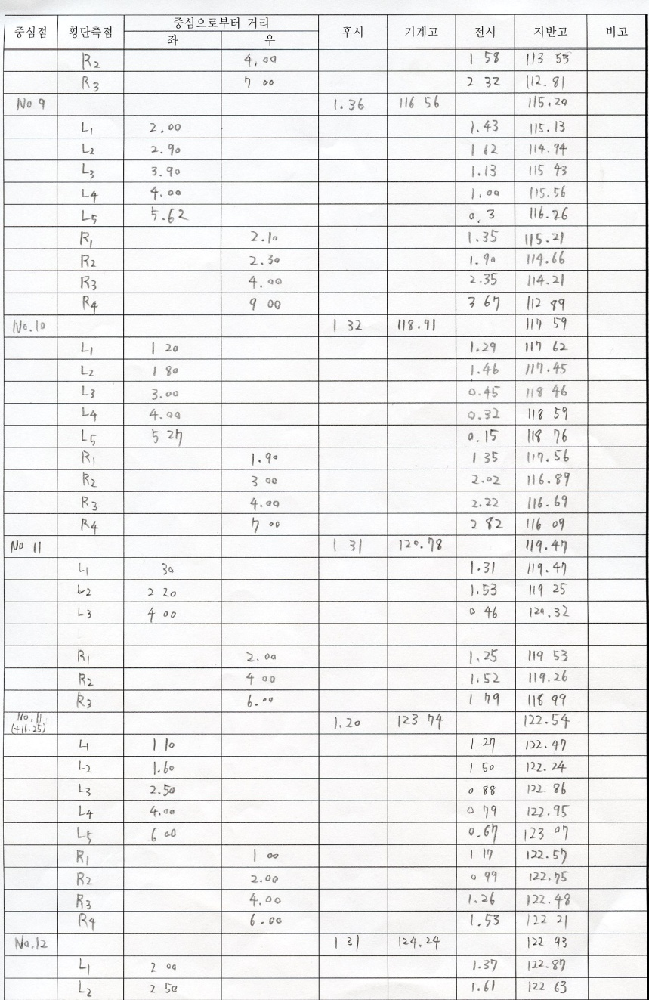 중심점 횡단측점 중심으로부터 거리 후시 기계고 전시 지반고 비고
좌 우
R2 4.00 1 58 113 55
R3 7 00 2 32 112.81
No 9 1.36 116 56 115.20
L1 2.00 1.43 115.13
L2 2.90 1 62 114.94
L3 3.90 1.13 115 43
L4 4.00 1.00 115.56
L5 5.62 0.3 116.26
R1 2.10 1.35 115.21
R2 2.30 1.90 114.66
R3 4.00 2.35 114.21
R4 9 00 3 67 112 89
No.10 1 32 118.91 117 59
L1 1 20 1.29 117 62
L2 1 80 1.46 117.45
L3 3.00 0.45 118 46
L4 4.00 0.32 118 59
L5 5 27 0.15 118 76
R1 1.90 1 35 117.56
R2 3 00 2.02 116.89
R3 4.00 2.22 116.69
R4 7 00 2 82 116 09
No 11 1 31 120.78 119.47
L1 30 1.31 119.47
L2 2 20 1.53 119 25
L3 4 00 0 46 120.32
R1 2.00 1.25 119 53
R2 4 00 1.52 119.26
R3 6.00 1 79 118 99
No.11 1.20 123 74 122.54
(+16.25)
L1 1 10 1 27 122.47
L2 1.60 1 50 122.24
L3 2.50 0 88 122.86
L4 4.00 0 79 122.95
L5 6 00 0.67 123 07
R1 1 00 1 17 122.57
R2 2.00 0 99 122.75
R3 4.00 1.26 122.48
R4 6.00 1.53 122 21
No.12 1 31 124.24 122 93
L1 2 00 1.37 122.87
L2 2 50 1.61 122 63